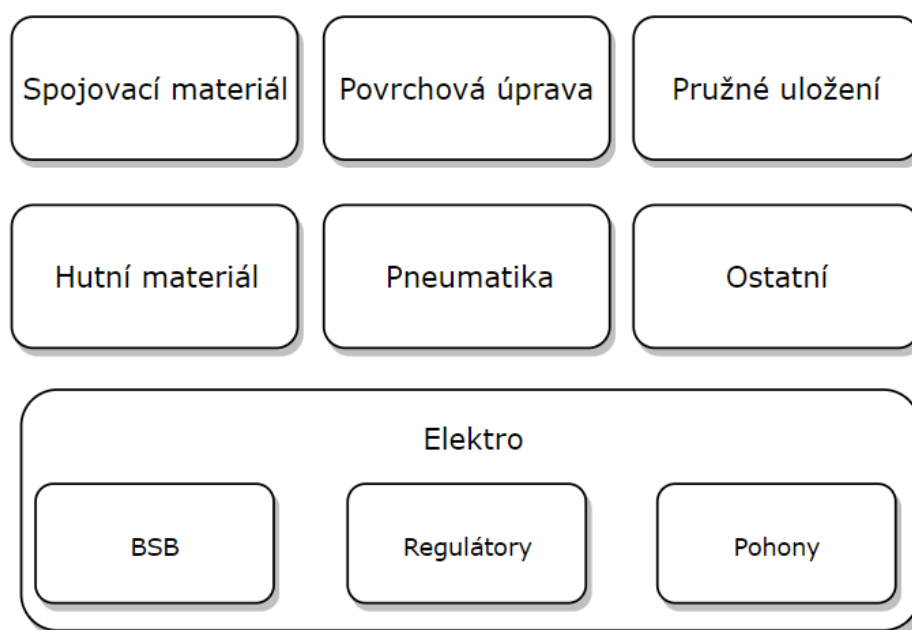 Spojovací materiál
Povrchová úprava
Pružné uložení
Hutní materiál
Pneumatika
Ostatní
Elektro
BSB
Regulátory
Pohony